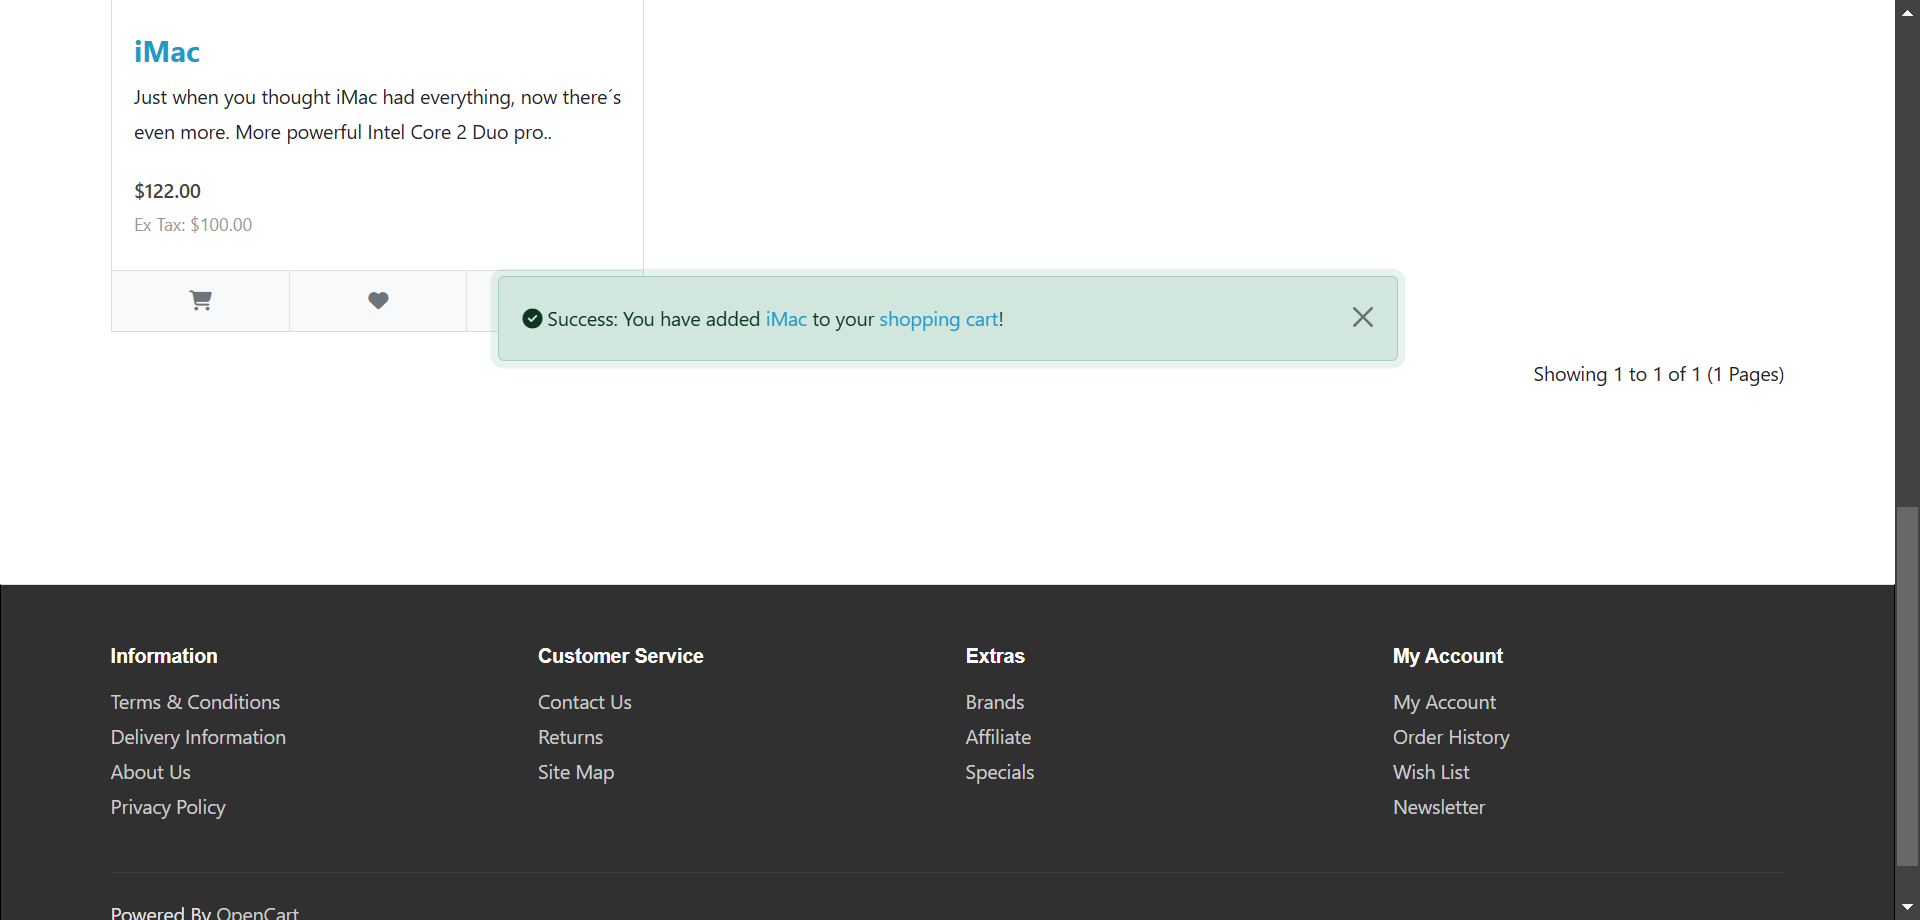 iMac
Just when you thought iMac had everything, now there´s
even more. More powerful Intel Core 2 Duo pro..
$122.00
Ex Tax: $100.00
Success: You have added iMac to your shopping cart!
Showing 1 to 1 of 1 (1 Pages)
Information
Terms & Conditions
Delivery Information
About Us
Privacy Policy
Customer Service
Contact Us
Returns
Site Map
Extras
Brands
Affiliate
Specials
My Account
My Account
Order History
Wish List
Newsletter
Powered By OpenCart